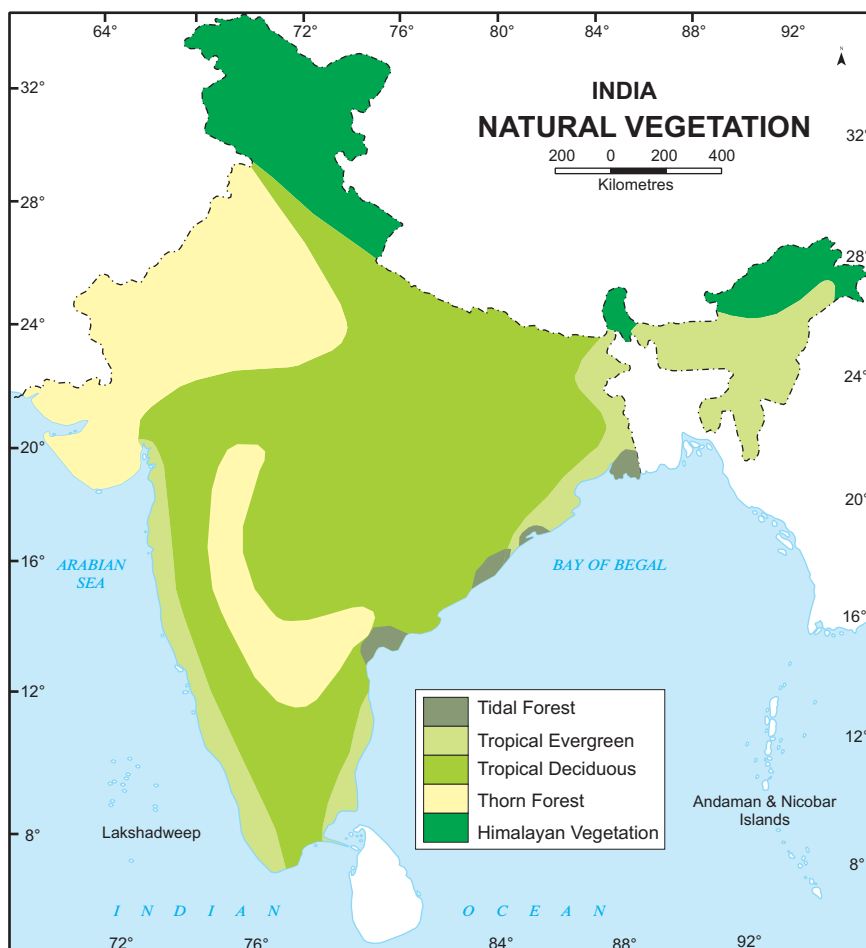 64°
72°
76°
80°
84°
88°
92°
N
INDIA
NATURAL VEGETATION
200 0 200 400
Kilometres
32°
32°
28°
28°
24°
24°
20°
20°
16°
16°
12°
12°
8°
8°
ARABIAN
SEA
BAY OF BEGAL
Tidal Forest
Tropical Evergreen
Tropical Deciduous
Thorn Forest
Himalayan Vegetation
Lakshadweep
Andaman & Nicobar
Islands
INDIAN OCEAN
72°
76°
84°
88°
92°